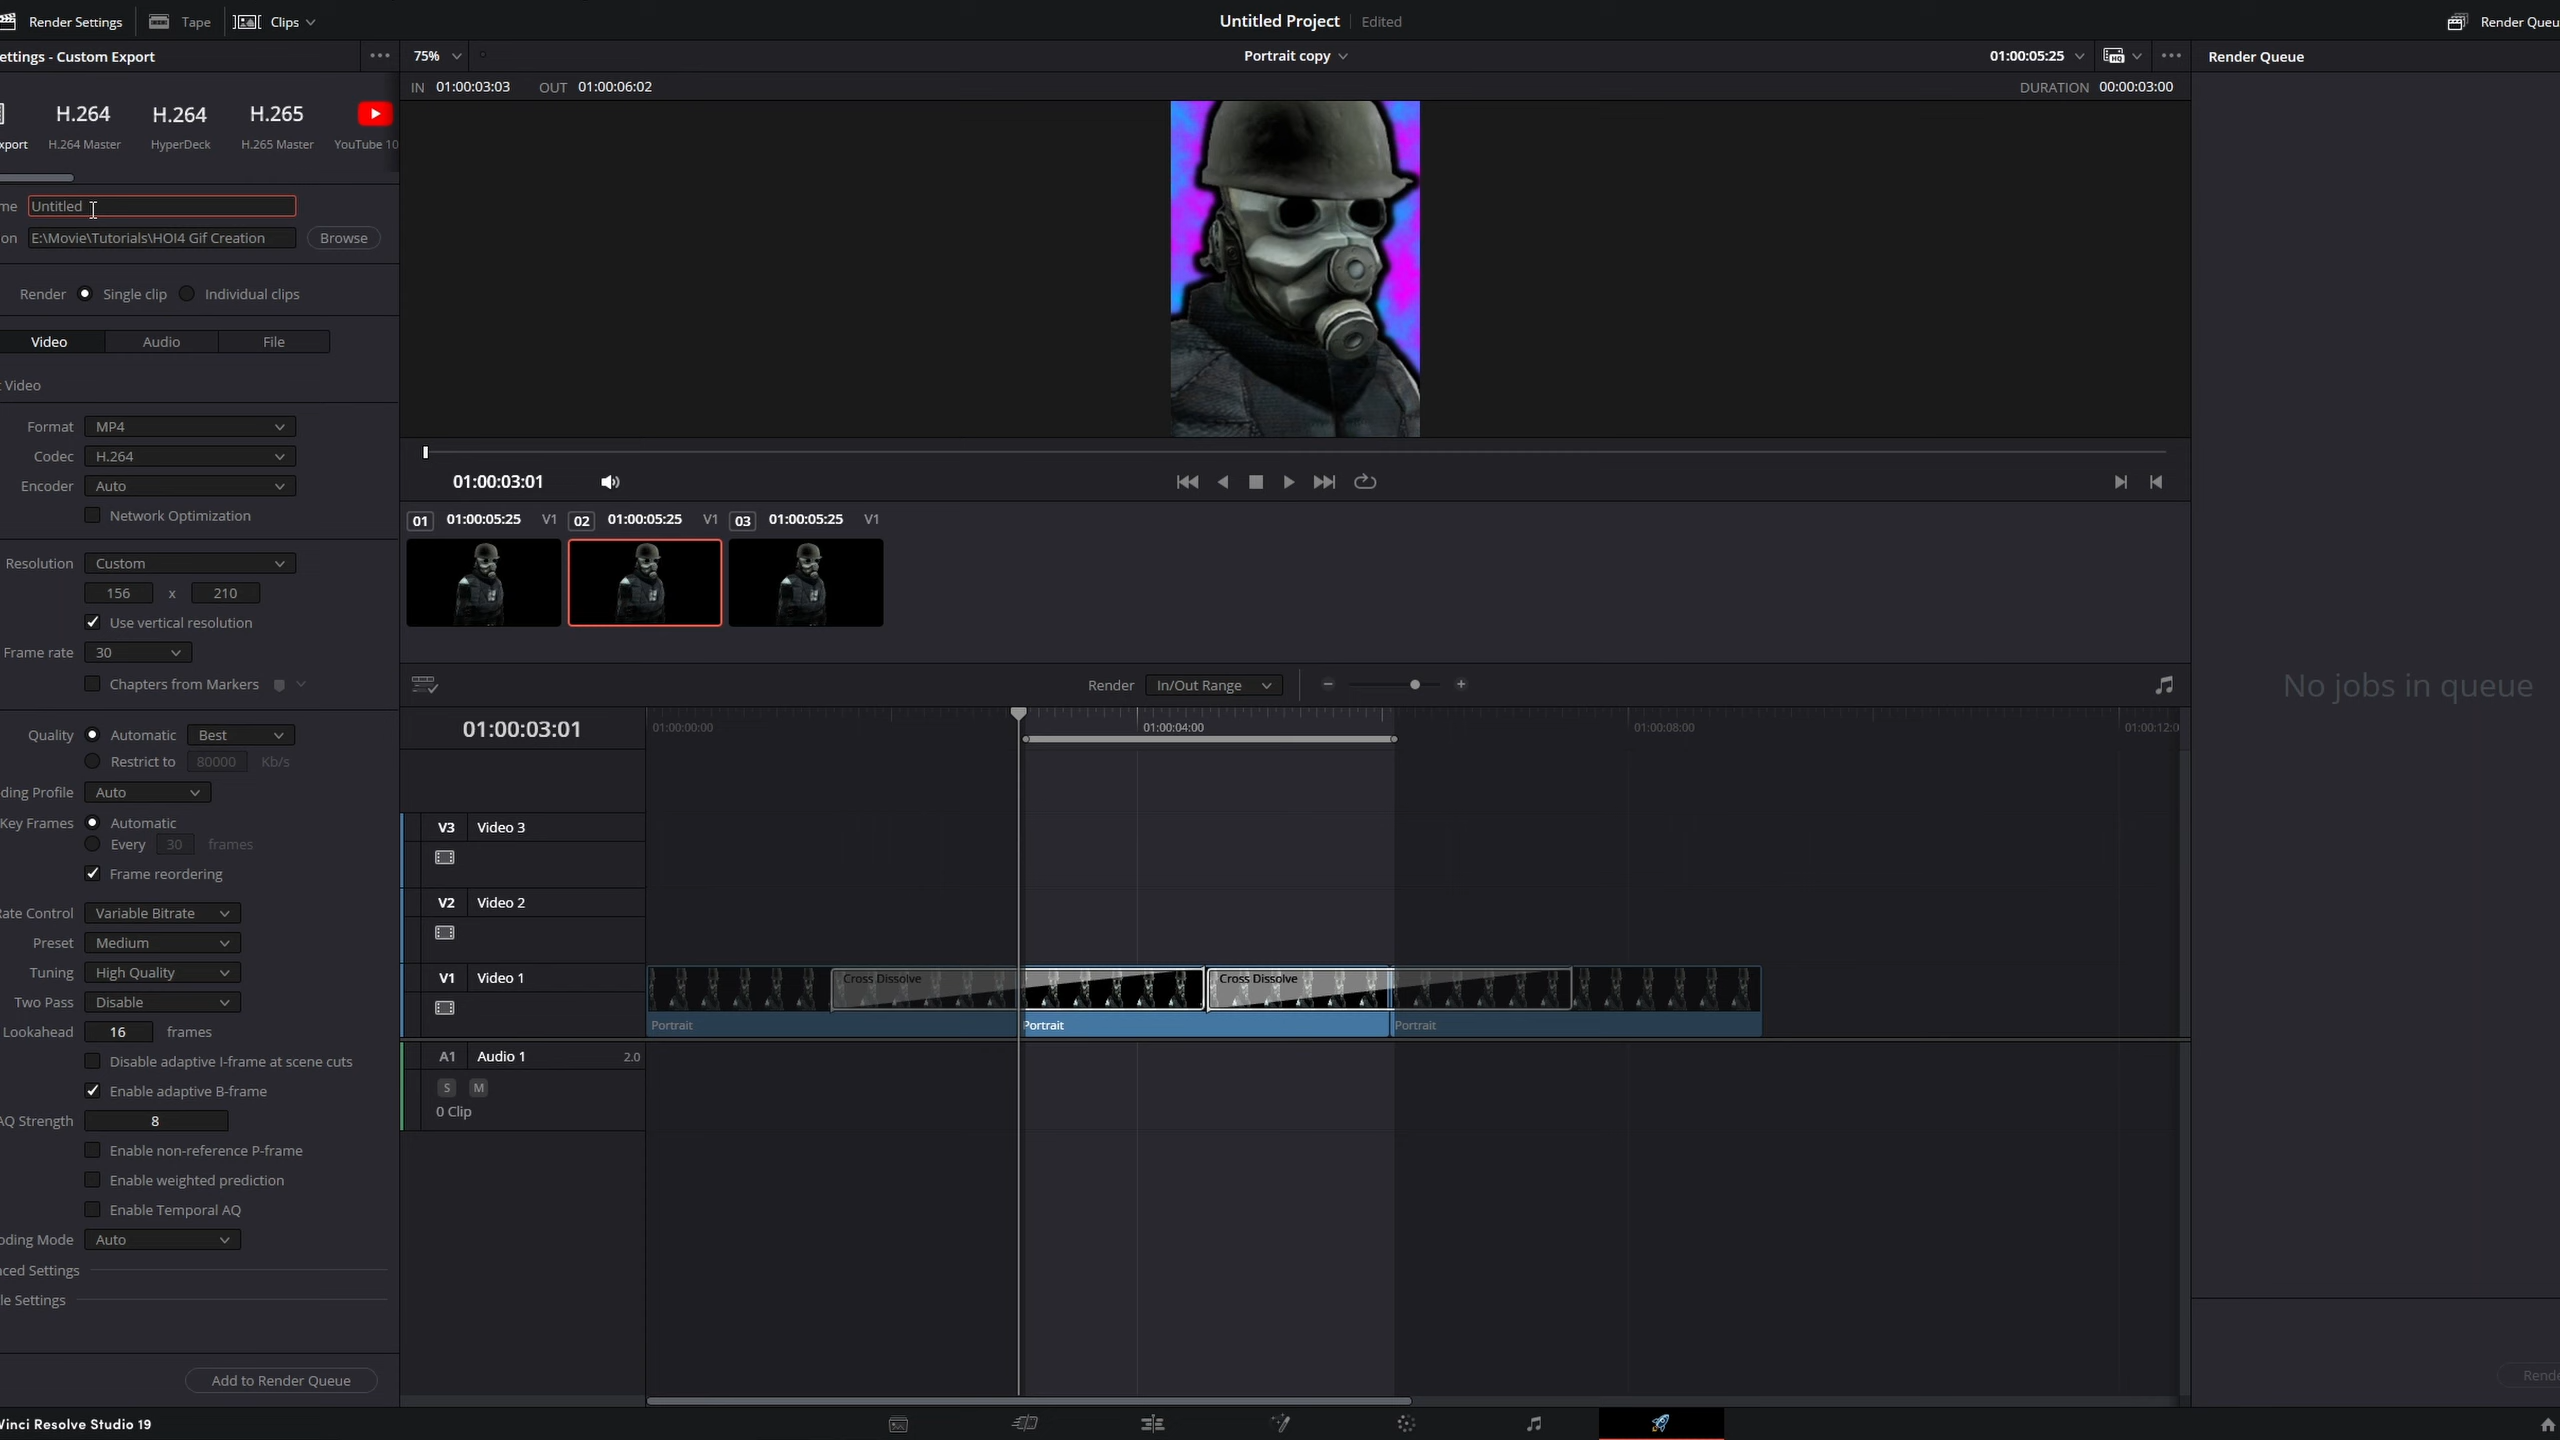 Render Settings Tape Clips Untitled Project Edited Render Queu
ettings - Custom Export 75% Portrait copy 01:00:05:25 Render Queue
IN 01:00:03:03 OUT 01:00:06:02 DURATION 00:00:03:00
H.264 H.264 H.265
xport H.264 Master HyperDeck H.265 Master YouTube 10
me Untitled
on E:\Movie\Tutorials\HOI4 Gif Creation Browse
Render Single clip Individual clips
Video Audio File
t Video
Format MP4
Codec H.264
01:00:03:01
Encoder Auto
Network Optimization
01 01:00:05:25 V1 02 01:00:05:25 V1 03 01:00:05:25 V1
Resolution Custom
156 x 210
Use vertical resolution
Frame rate 30
Chapters from Markers
Render In/Out Range
No jobs in queue
01:00:03:01 01:00:00:00 01:00:04:00 01:00:08:00 01:00:12:0
Quality Automatic Best
Restrict to 80000 Kb/s
ding Profile Auto
Key Frames Automatic
Every 30 frames
Frame reordering
V3 Video 3
V2 Video 2
ate Control Variable Bitrate
Preset Medium
Tuning High Quality
V1 Video 1 Cross Dissolve Cross Dissolve
Two Pass Disable
Portrait Portrait Portrait
Lookahead 16 frames
A1 Audio 1 2.0
Disable adaptive I-frame at scene cuts
S M
Enable adaptive B-frame
0 Clip
AQ Strength 8
Enable non-reference P-frame
Enable weighted prediction
Enable Temporal AQ
oding Mode Auto
ced Settings
le Settings
Add to Render Queue
Rende
Vinci Resolve Studio 19